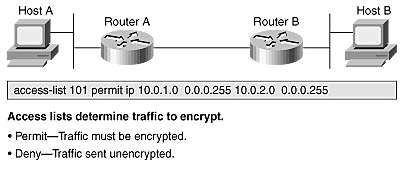 Host A
Router A
Router B
Host B
access-list 101 permit ip 10.0.1.0  0.0.0.255 10.0.2.0  0.0.0.255
Access lists determine traffic to encrypt.
• Permit—Traffic must be encrypted.
• Deny—Traffic sent unencrypted.